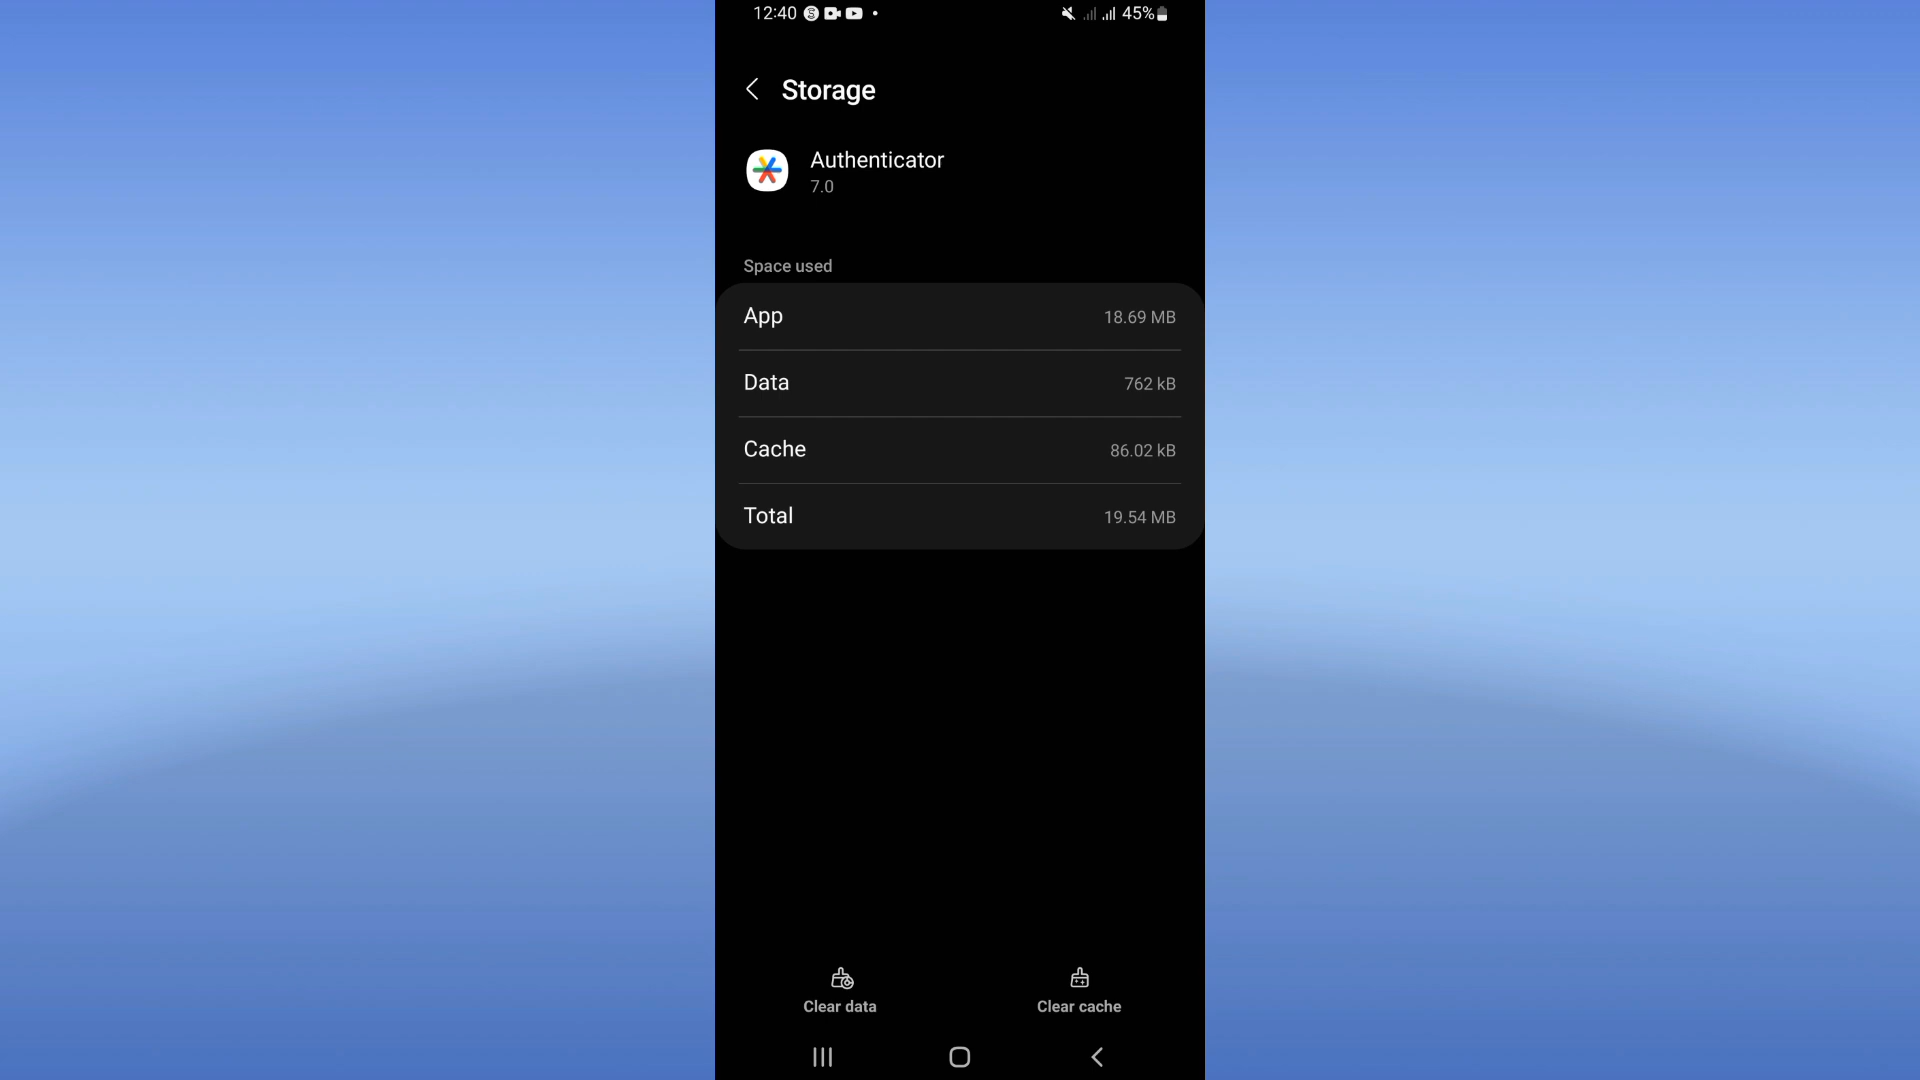 12:40 45%
Storage
Authenticator
7.0
Space used
App 18.69 MB
Data 762 kB
Cache 86.02 kB
Total 19.54 MB
Clear data Clear cache